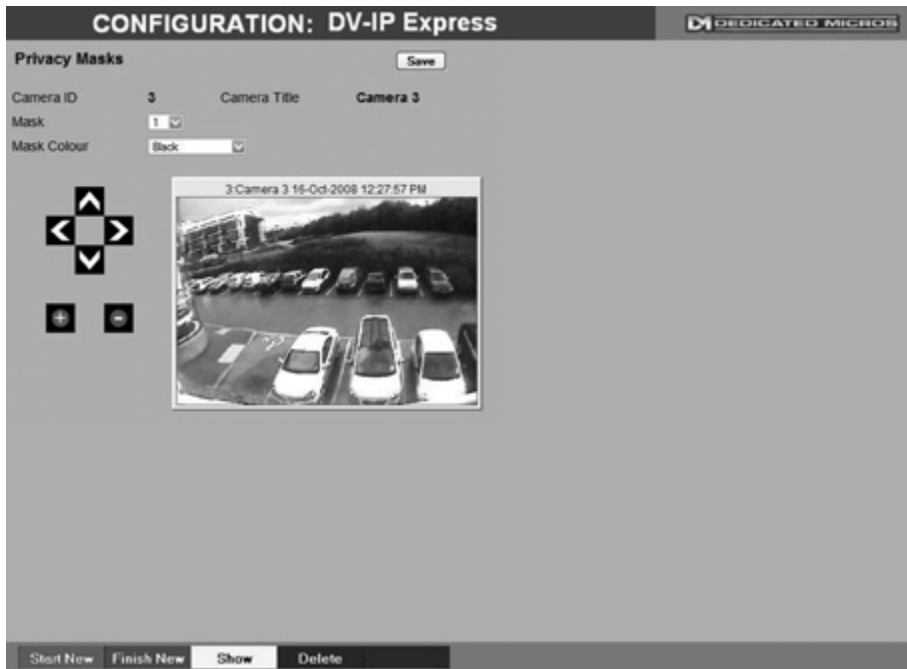 CONFIGURATION: DV-IP Express
DEDICATED MICROS
Privacy Masks
Save
Camera ID 3 Camera Title Camera 3
Mask 1
Mask Colour Black
3:Camera 3 16-Oct-2008 12:27:57 PM
Start New Finish New Show Delete